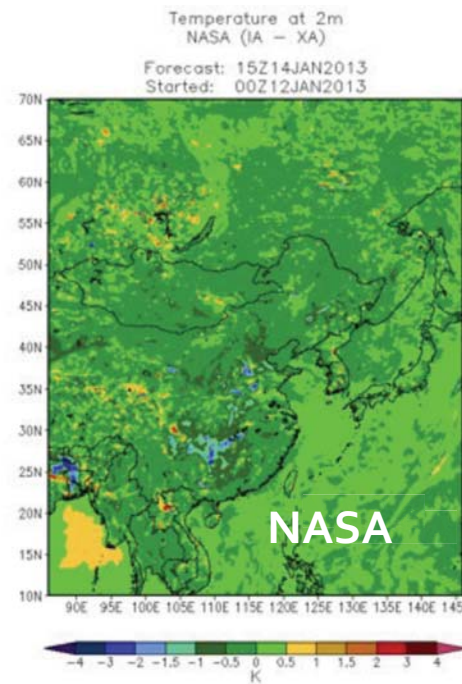 Temperature at 2m
NASA (IA – XA)
Forecast: 15Z14JAN2013
Started: 00Z12JAN2013
70N
65N
60N
55N
50N
45N
40N
35N
30N
25N
20N
15N
10N
NASA
90E 95E 100E 105E 110E 115E 120E 125E 130E 135E 140E 145E
-4 -3 -2 -1.5 -1 -0.5 0 0.5 1 1.5 2 3 4
K